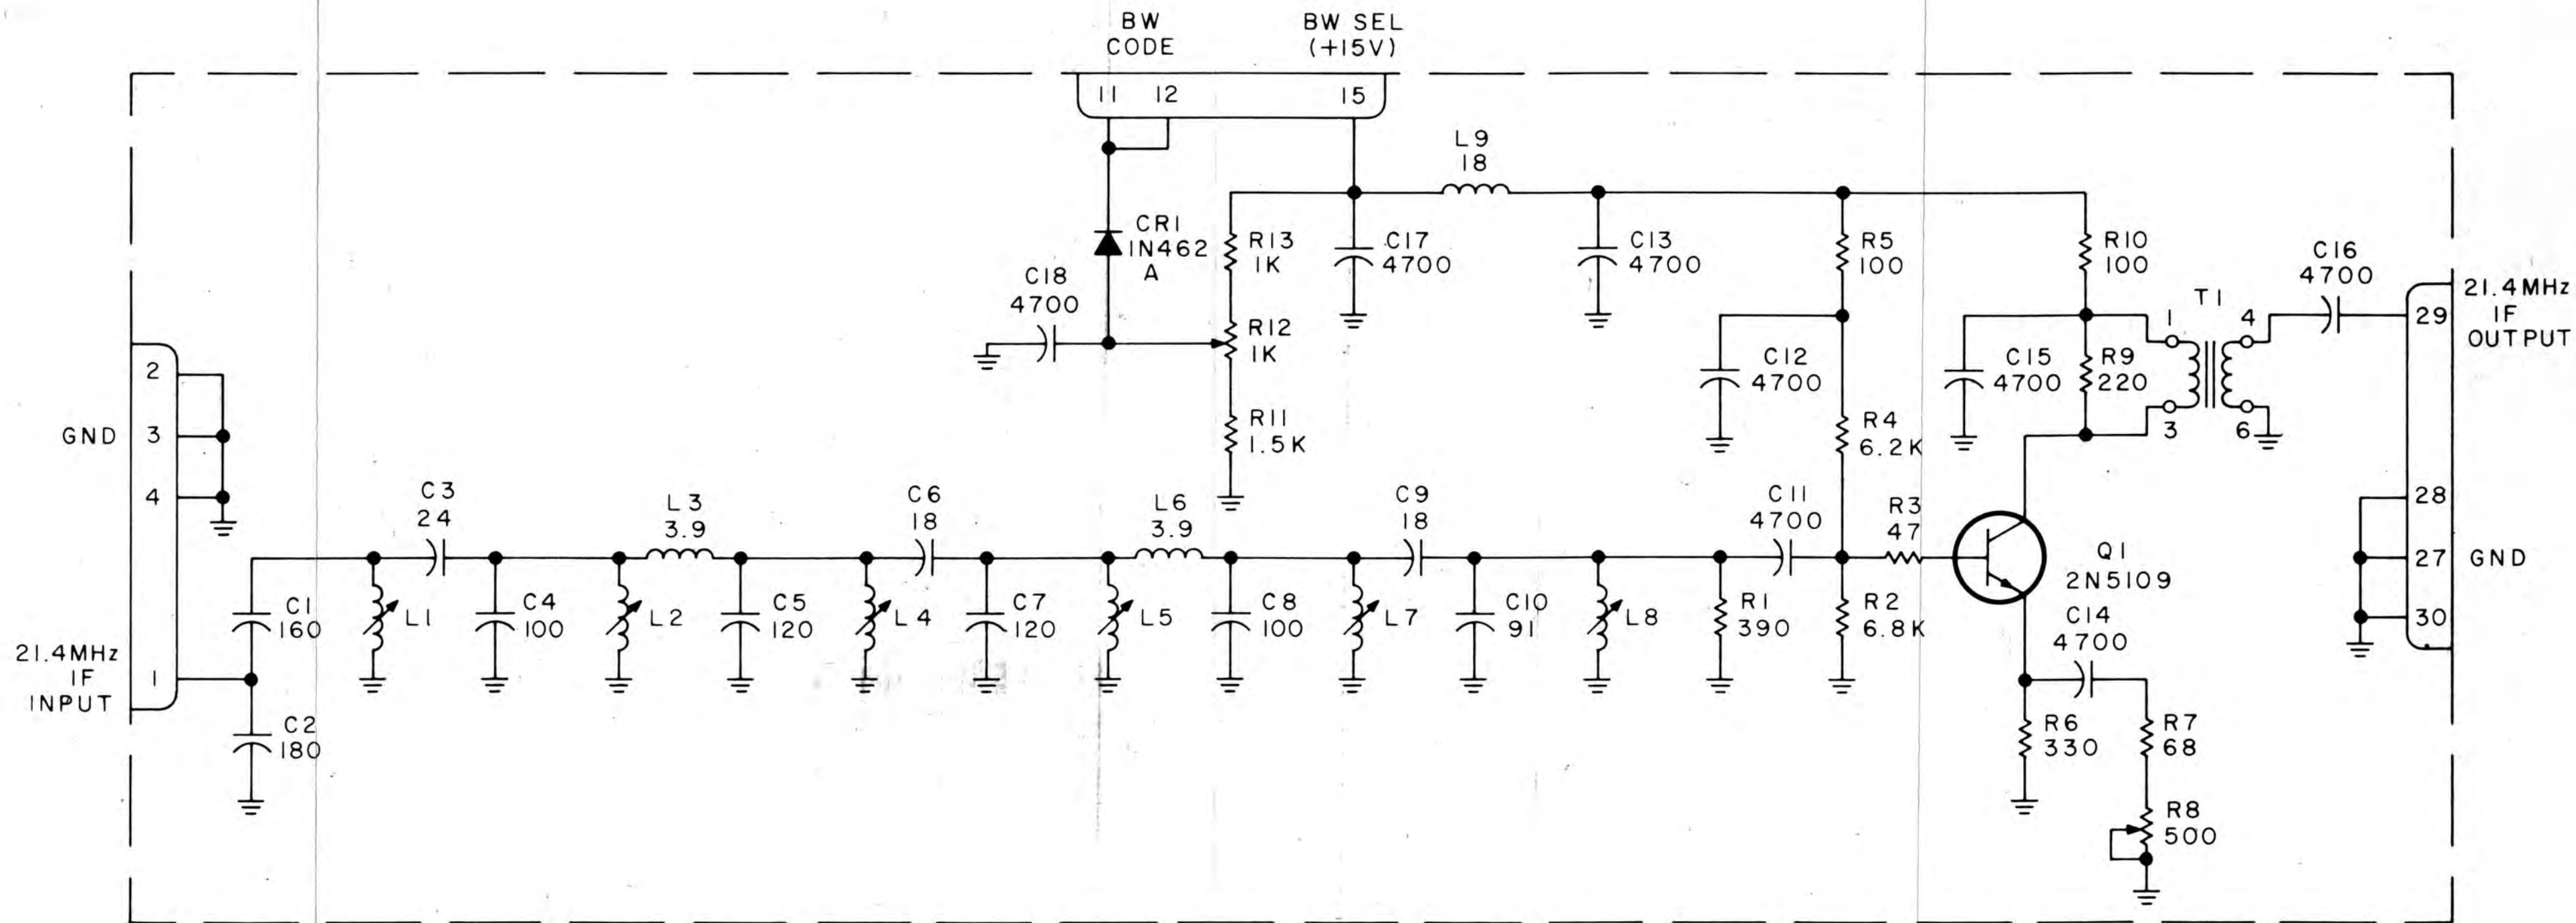 BW
CODE
BW SEL
(+15V)
11 12 15
L9
18
CR1
1N462
A
R13
1K
C17
4700
C13
4700
R5
100
R10
100
C16
4700
C18
4700
R12
1K
T1
1 4
29
21.4MHz
IF
OUTPUT
C12
4700
C15
4700
R9
220
3 6
R11
1.5K
R4
6.2K
2
GND 3
4
C3
24
L3
3.9
C6
18
L6
3.9
C9
18
C11
4700
R3
47
28
27 GND
30
Q1
2N5109
C1
160
L1
C4
100
L2
C5
120
L4
C7
120
L5
C8
100
L7
C10
91
L8
R1
390
R2
6.8K
C14
4700
21.4MHz
IF
INPUT
1
C2
180
R6
330
R7
68
R8
500